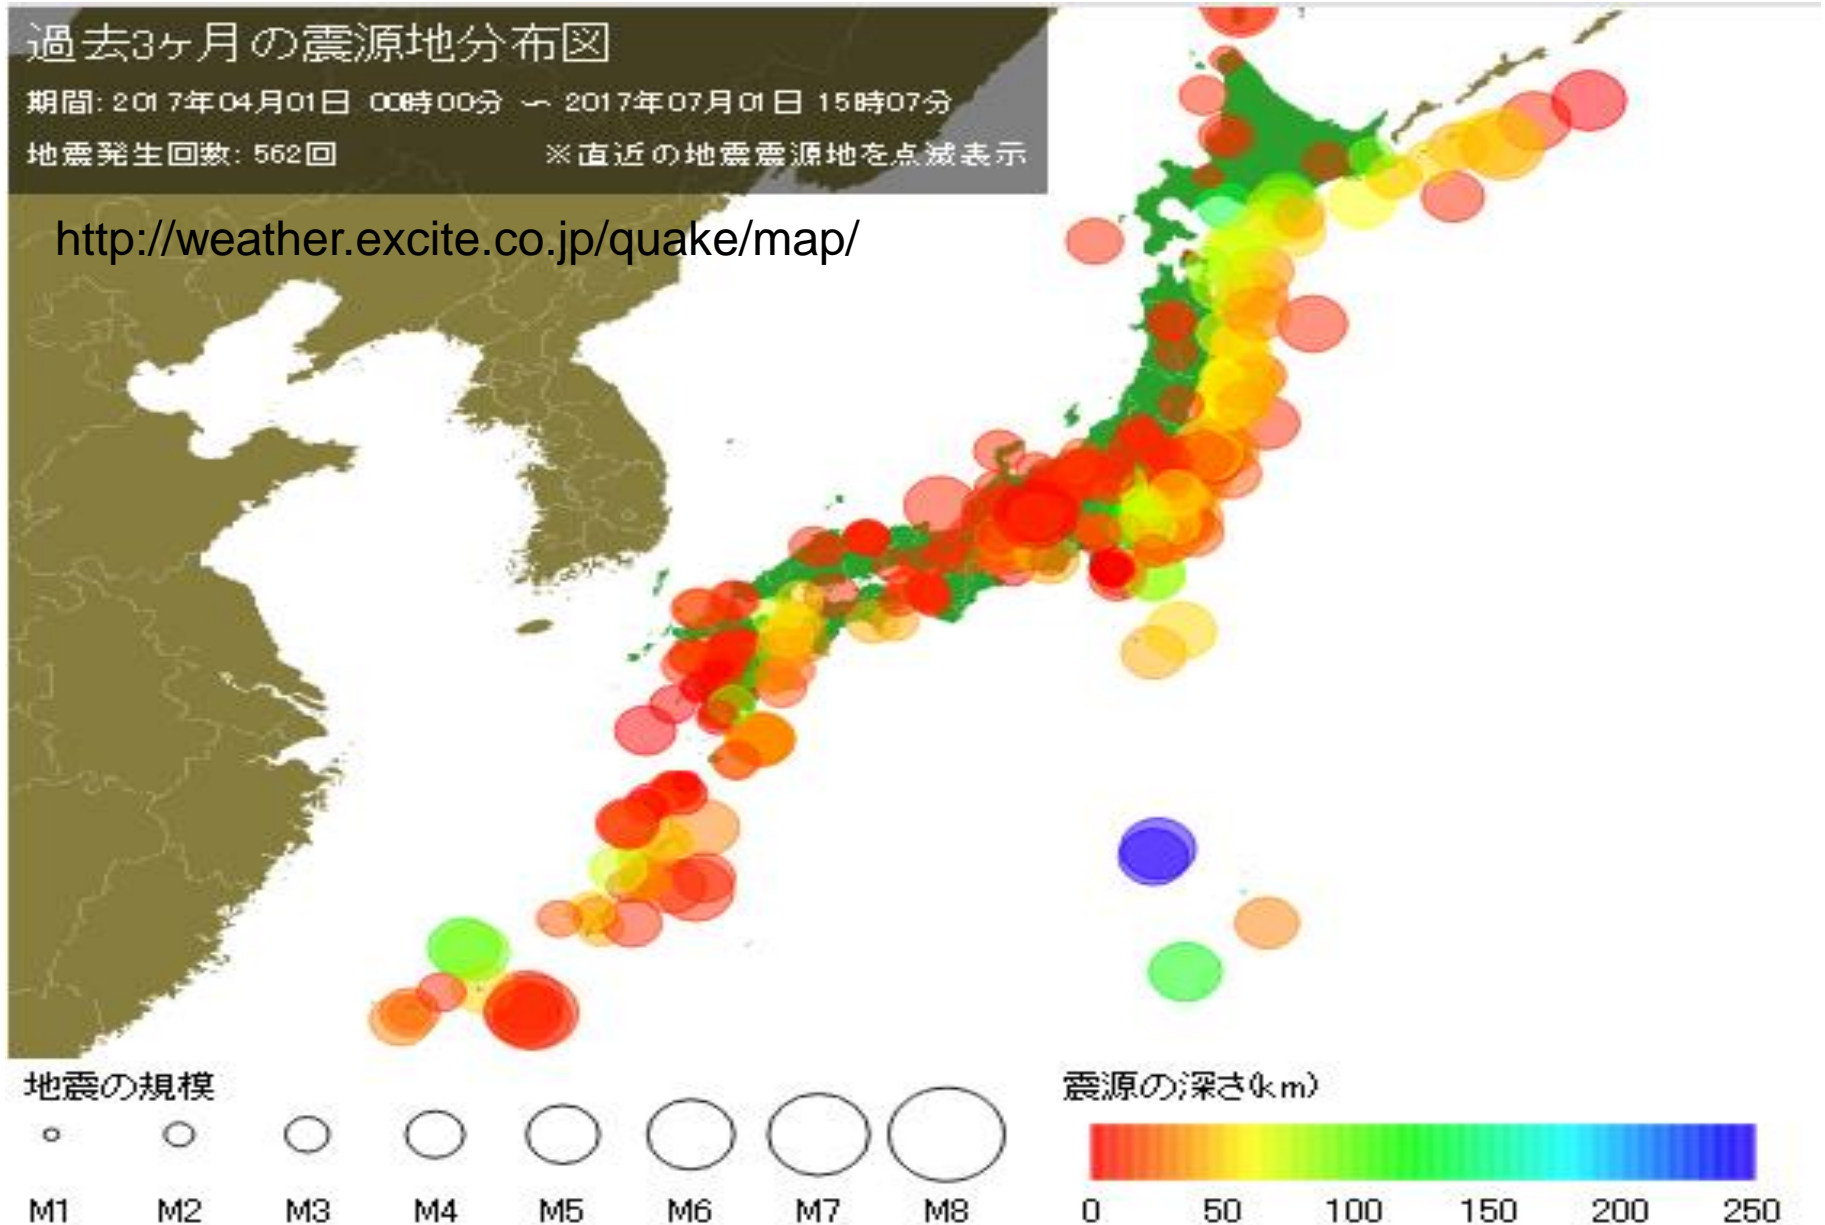 過去3ヶ月の震源地分布図
期間: 2017年04月01日 00時00分 ～ 2017年07月01日 15時07分
地震発生回数: 562回 ※直近の地震震源地を点滅表示
http://weather.excite.co.jp/quake/map/
地震の規模
M1 M2 M3 M4 M5 M6 M7 M8
震源の深さ(km)
0 50 100 150 200 250